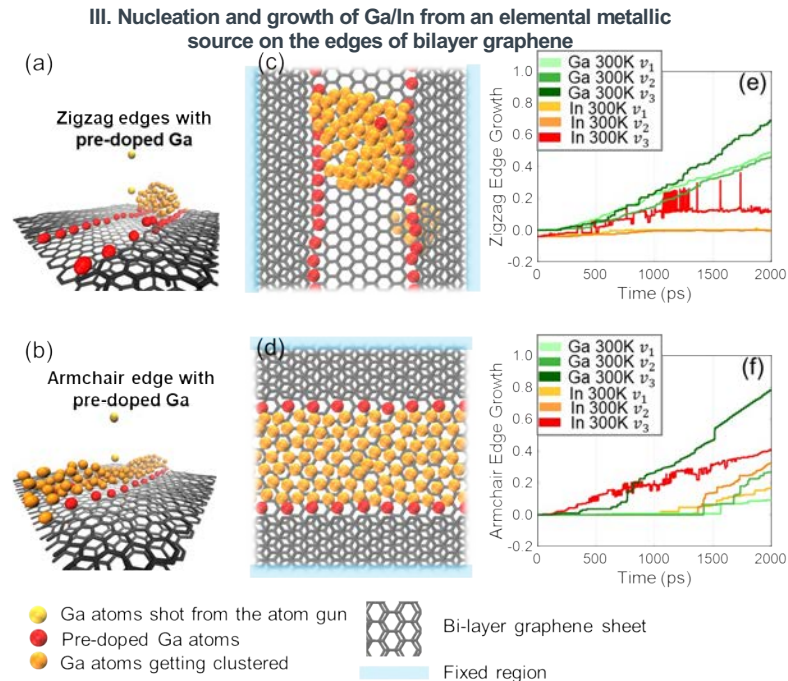 III. Nucleation and growth of Ga/In from an elemental metallic
source on the edges of bilayer graphene
(a)
Zigzag edges with
pre-doped Ga
(c)
(e)
Ga 300K v₁
Ga 300K v₂
Ga 300K v₃
In 300K v₁
In 300K v₂
In 300K v₃
Zigzag Edge Growth
1.0
0.8
0.6
0.4
0.2
0.0
-0.2
0 500 1000 1500 2000
Time (ps)
(b)
Armchair edge with
pre-doped Ga
(d)
(f)
Ga 300K v₁
Ga 300K v₂
Ga 300K v₃
In 300K v₁
In 300K v₂
In 300K v₃
Armchair Edge Growth
1.0
0.8
0.6
0.4
0.2
0.0
-0.2
0 500 1000 1500 2000
Time (ps)
Ga atoms shot from the atom gun
Pre-doped Ga atoms
Ga atoms getting clustered
Bi-layer graphene sheet
Fixed region